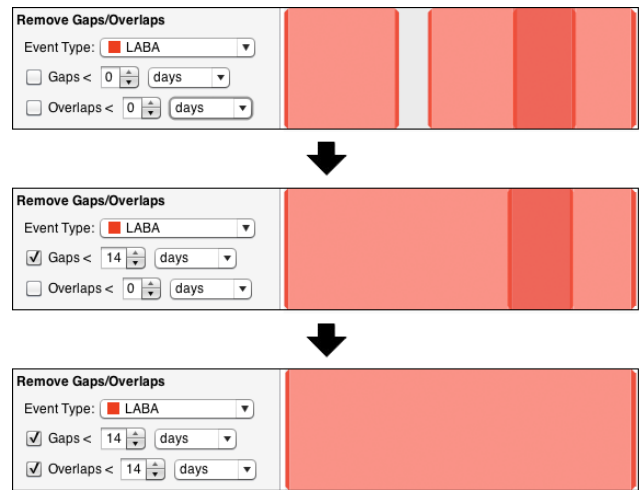 Remove Gaps/Overlaps
Event Type: LABA
Gaps < 0 days
Overlaps < 0 days
Remove Gaps/Overlaps
Event Type: LABA
Gaps < 14 days
Overlaps < 0 days
Remove Gaps/Overlaps
Event Type: LABA
Gaps < 14 days
Overlaps < 14 days